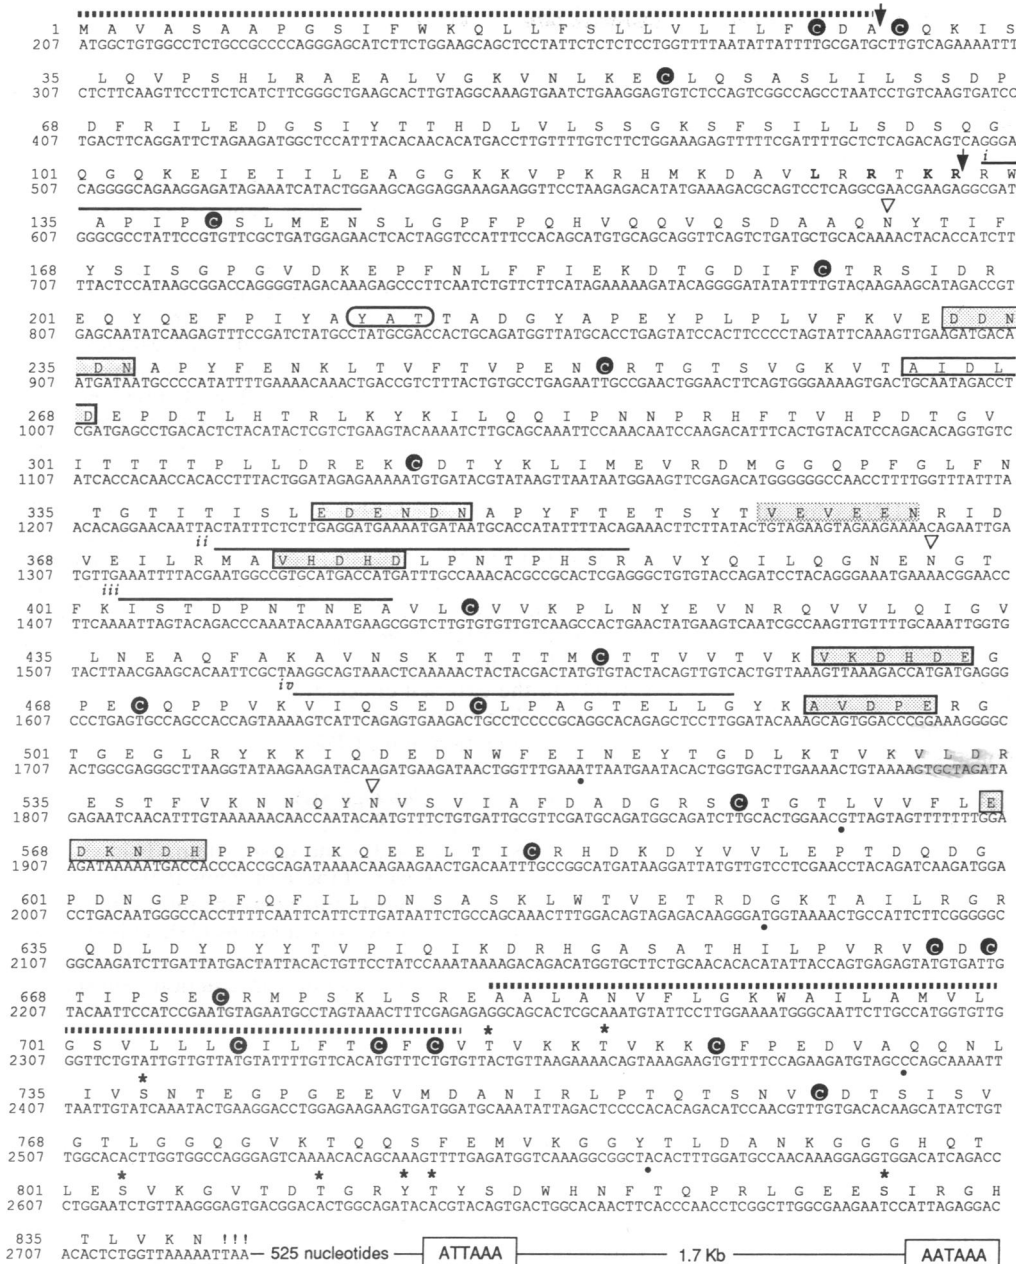 1 M A V A S A A P G S I F W K Q L L F S L L V L I L F C D A C Q K I S
207 ATGGCTGTGGCCTCTGCCGCCCCAGGGAGCATCTTCTGGAAGCAGCTCCTATTCTCTCTCCTGGTTTTAATATTATTTTGCGATGCTTGTCAGAAAATTT
35 L Q V P S H L R A E A L V G K V N L K E C L Q S A S L I L S S D P
307 CTCTTCAAGTTCCTTCTCATCTTCGGGCTGAAGCACTTGTAGGCAAAGTGAATCTGAAGGAGTGTCTCCAGTCGGCCAGCCTAATCCTGTCAAGTGATCC
68 D F R I L E D G S I Y T T H D L V L S S G K S F S I L L S D S Q G
407 TGACTTCAGGATTCTAGAAGATGGCTCCATTTACACAACACATGACCTTGTTTTGTCTTCTGGAAAGAGTTTTTCGATTTTGCTCTCAGACAGTCAGGGA
101 Q G Q K E I E I I L E A G G K K V P K R H M K D A V L R R T K R R W
i
507 CAGGGGCAGAAGGAGATAGAAATCATACTGGAAGCAGGAGGAAAGAAGGTTCCTAAGAGACATATGAAAGACGCAGTCCTCAGGCGAACGAAGAGGCGAT
135 A P I P C S L M E N S L G P F P Q H V Q Q V Q S D A A Q N Y T I F
607 GGGCGCCTATTCCGTGTTCGCTGATGGAGAACTCACTAGGTCCATTTCCACAGCATGTGCAGCAGGTTCAGTCTGATGCTGCACAAAACTACACCATCTT
168 Y S I S G P G V D K E P F N L F F I E K D T G D I F C T R S I D R
707 TTACTCCATAAGCGGACCAGGGGTAGACAAAGAGCCCTTCAATCTGTTCTTCATAGAAAAAGATACAGGGGATATATTTTGTACAAGAAGCATAGACCGT
201 E Q Y Q E F P I Y A Y A T T A D G Y A P E Y P L P L V F K V E D D N
807 GAGCAATATCAAGAGTTTCCGATCTATGCCTATGCGACCACTGCAGATGGTTATGCACCTGAGTATCCACTTCCCCTAGTATTCAAAGTTGAAGATGACA
235 D N A P Y F E N K L T V F T V P E N C R T G T S V G K V T A I D L
907 ATGATAATGCCCCATATTTTGAAAACAAACTGACCGTCTTTACTGTGCCTGAGAATTGCCGAACTGGAACTTCAGTGGGAAAAGTGACTGCAATAGACCT
268 D E P D T L H T R L K Y K I L Q Q I P N N P R H F T V H P D T G V
1007 CGATGAGCCTGACACTCTACATACTCGTCTGAAGTACAAAATCTTGCAGCAAATTCCAAACAATCCAAGACATTTCACTGTACATCCAGACACAGGTGTC
301 I T T T T P L L D R E K C D T Y K L I M E V R D M G G Q P F G L F N
1107 ATCACCACAACCACACCTTTACTGGATAGAGAAAAATGTGATACGTATAAGTTAATAATGGAAGTTCGAGACATGGGGGGCCAACCTTTTGGTTTATTTA
335 T G T I T I S L E D E N D N A P Y F T E T S Y T V E V E E N R I D
1207 ACACAGGAACAATTACTATTTCTCTTGAGGATGAAAATGATAATGCACCATATTTTACAGAAACTTCTTATACTGTAGAAGTAGAAGAAAACAGAATTGA
ii
368 V E I L R M A V H D H D L P N T P H S R A V Y Q I L Q G N E N G T
1307 TGTTGAAATTTTACGAATGGCCGTGCATGACCATGATTTGCCAAACACGCCGCACTCGAGGGCTGTGTACCAGATCCTACAGGGAAATGAAAACGGAACC
iii
401 F K I S T D P N T N E A V L C V V K P L N Y E V N R Q V V L Q I G V
1407 TTCAAAATTAGTACAGACCCAAATACAAATGAAGCGGTCTTGTGTGTTGTCAAGCCACTGAACTATGAAGTCAATCGCCAAGTTGTTTTGCAAATTGGTG
435 L N E A Q F A K A V N S K T T T T M C T T V V T V K V K D H D E G
1507 TACTTAACGAAGCACAATTCGCTAAGGCAGTAAACTCAAAAACTACTACGACTATGTGTACTACAGTTGTCACTGTTAAAGTTAAAGACCATGATGAGGG
iv
468 P E C Q P P V K V I Q S E D C L P A G T E L L G Y K A V D P E R G
1607 CCCTGAGTGCCAGCCACCAGTAAAAGTCATTCAGAGTGAAGACTGCCTCCCCGCAGGCACAGAGCTCCTTGGATACAAAGCAGTGGACCCGGAAAGGGGC
501 T G E G L R Y K K I Q D E D N W F E I N E Y T G D L K T V K V L D R
1707 ACTGGCGAGGGCTTAAGGTATAAGAAGATACAAGATGAAGATAACTGGTTTGAAATTAATGAATACACTGGTGACTTGAAAACTGTAAAAGTGCTAGATA
535 E S T F V K N N Q Y N V S V I A F D A D G R S C T G T L V V F L E
1807 GAGAATCAACATTTGTAAAAAACAACCAATACAATGTTTCTGTGATTGCGTTCGATGCAGATGGCAGATCTTGCACTGGAACGTTAGTAGTTTTTTTGGA
568 D K N D H P P Q I K Q E E L T I C R H D K D Y V V L E P T D Q D G
1907 AGATAAAAATGACCACCCACCGCAGATAAAACAAGAAGAACTGACAATTTGCCGGCATGATAAGGATTATGTTGTCCTCGAACCTACAGATCAAGATGGA
601 P D N G P P F Q F I L D N S A S K L W T V E T R D G K T A I L R G R
2007 CCTGACAATGGGCCACCTTTTCAATTCATTCTTGATAATTCTGCCAGCAAACTTTGGACAGTAGAGACAAGGGATGGTAAAACTGCCATTCTTCGGGGGC
635 Q D L D Y D Y Y T V P I Q I K D R H G A S A T H I L P V R V C D C
2107 GGCAAGATCTTGATTATGACTATTACACTGTTCCTATCCAAATAAAAGACAGACATGGTGCTTCTGCAACACACATATTACCAGTGAGAGTATGTGATTG
668 T I P S E C R M P S K L S R E A A L A N V F L G K W A I L A M V L
2207 TACAATTCCATCCGAATGTAGAATGCCTAGTAAACTTTCGAGAGAGGCAGCACTCGCAAATGTATTCCTTGGAAAATGGGCAATTCTTGCCATGGTGTTG
701 G S V L L L C I L F T C F C V T V K K T V K K C F P E D V A Q Q N L
2307 GGTTCTGTATTGTTGTTATGTATTTTGTTCACATGTTTCTGTGTTACTGTTAAGAAAACAGTAAAGAAGTGTTTTCCAGAAGATGTAGCCCAGCAAAATT
735 I V S N T E G P G E E V M D A N I R L P T Q T S N V C D T S I S V
2407 TAATTGTATCAAATACTGAAGGACCTGGAGAAGAAGTGATGGATGCAAATATTAGACTCCCCACACAGACATCCAACGTTTGTGACACAAGCATATCTGT
768 G T L G G Q G V K T Q Q S F E M V K G G Y T L D A N K G G G H Q T
2507 TGGCACACTTGGTGGCCAGGGAGTCAAAACACAGCAAAGTTTTGAGATGGTCAAAGGCGGCTACACTTTGGATGCCAACAAAGGAGGTGGACATCAGACC
801 L E S V K G V T D T G R Y T Y S D W H N F T Q P R L G E E S I R G H
2607 CTGGAATCTGTTAAGGGAGTGACGGACACTGGCAGATACACGTACAGTGACTGGCACAACTTCACCCAACCTCGGCTTGGCGAAGAATCCATTAGAGGAC
835 T L V K N !!!
2707 ACACTCTGGTTAAAAATTAA 525 nucleotides ATTAAA 1.7 Kb AATAAA